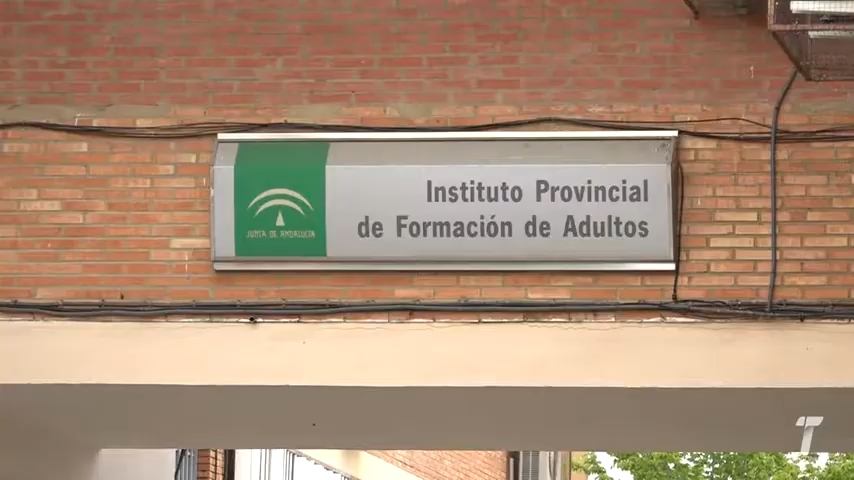 Instituto Provincial
de Formación de Adultos
JUNTA DE ANDALUCIA